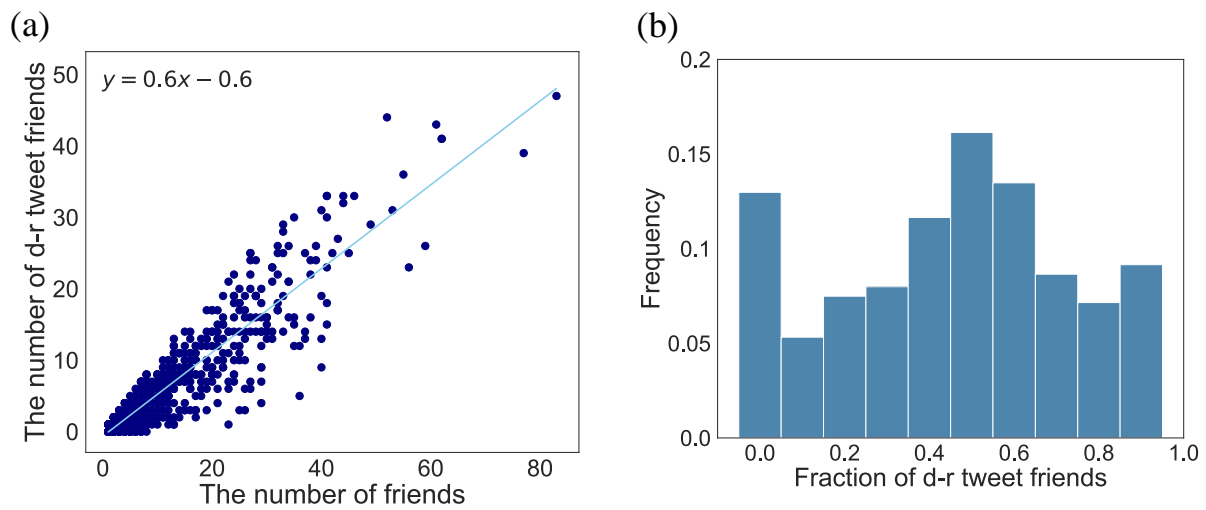 (a)
y = 0.6x − 0.6
The number of d-r tweet friends
50
40
30
20
10
0
0 20 40 60 80
The number of friends
(b)
Frequency
0.2
0.15
0.1
0.05
0.0
0.0 0.2 0.4 0.6 0.8 1.0
Fraction of d-r tweet friends